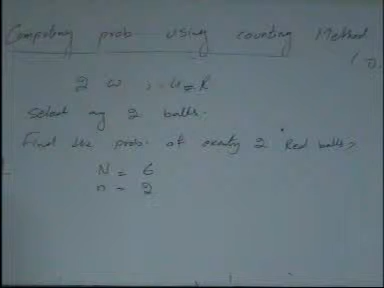 Computing prob using counting Method
2 W , 4 = R
Select any 2 balls.
Find the prob. of exactly 2 Red balls
N = 6
n = 2